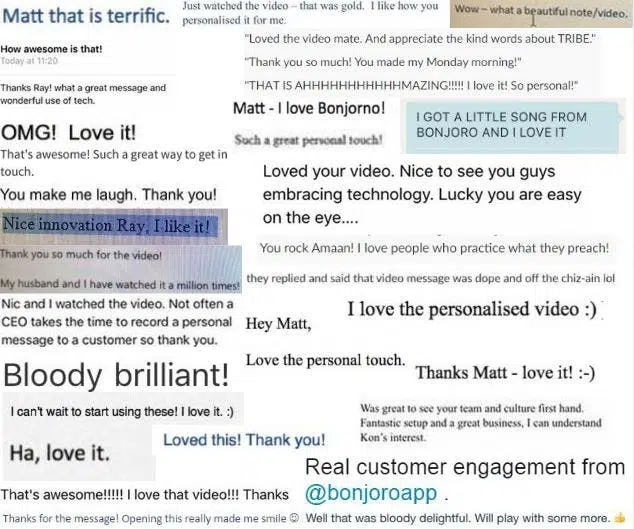 Matt that is terrific.
Just watched the video – that was gold. I like how you
personalised it for me.
Wow – what a beautiful note/video.
How awesome is that!
Today at 11:20
Thanks Ray! what a great message and
wonderful use of tech.
"Loved the video mate. And appreciate the kind words about TRIBE."
"Thank you so much! You made my Monday morning!"
"THAT IS AHHHHHHHHHHHMAZING!!!!! I love it! So personal!"
OMG! Love it!
Matt - I love Bonjorno!
I GOT A LITTLE SONG FROM
BONJORO AND I LOVE IT
Such a great personal touch!
That's awesome! Such a great way to get in
touch.
Loved your video. Nice to see you guys
embracing technology. Lucky you are easy
on the eye....
You make me laugh. Thank you!
Nice innovation Ray, I like it!
You rock Amaan! I love people who practice what they preach!
Thank you so much for the video!
My husband and I have watched it a million times!
they replied and said that video message was dope and off the chiz-ain lol
Nic and I watched the video. Not often a
CEO takes the time to record a personal
message to a customer so thank you.
I love the personalised video :)
Hey Matt,
Love the personal touch.
Thanks Matt - love it! :-)
Bloody brilliant!
I can't wait to start using these! I love it. :)
Was great to see your team and culture first hand.
Fantastic setup and a great business, I can understand
Kon's interest.
Ha, love it.
Loved this! Thank you!
Real customer engagement from
@bonjoroapp .
That's awesome!!!!! I love that video!!! Thanks
Thanks for the message! Opening this really made me smile ☺
Well that was bloody delightful. Will play with some more. 👍